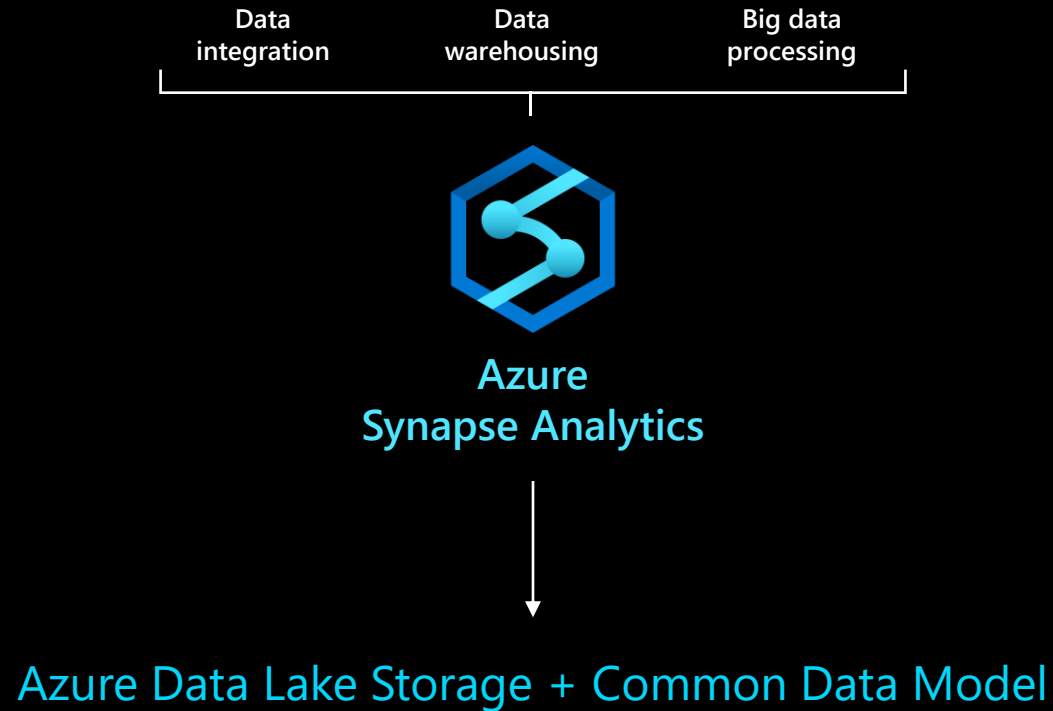 Data
integration
Data
warehousing
Big data
processing
Azure
Synapse Analytics
Azure Data Lake Storage + Common Data Model